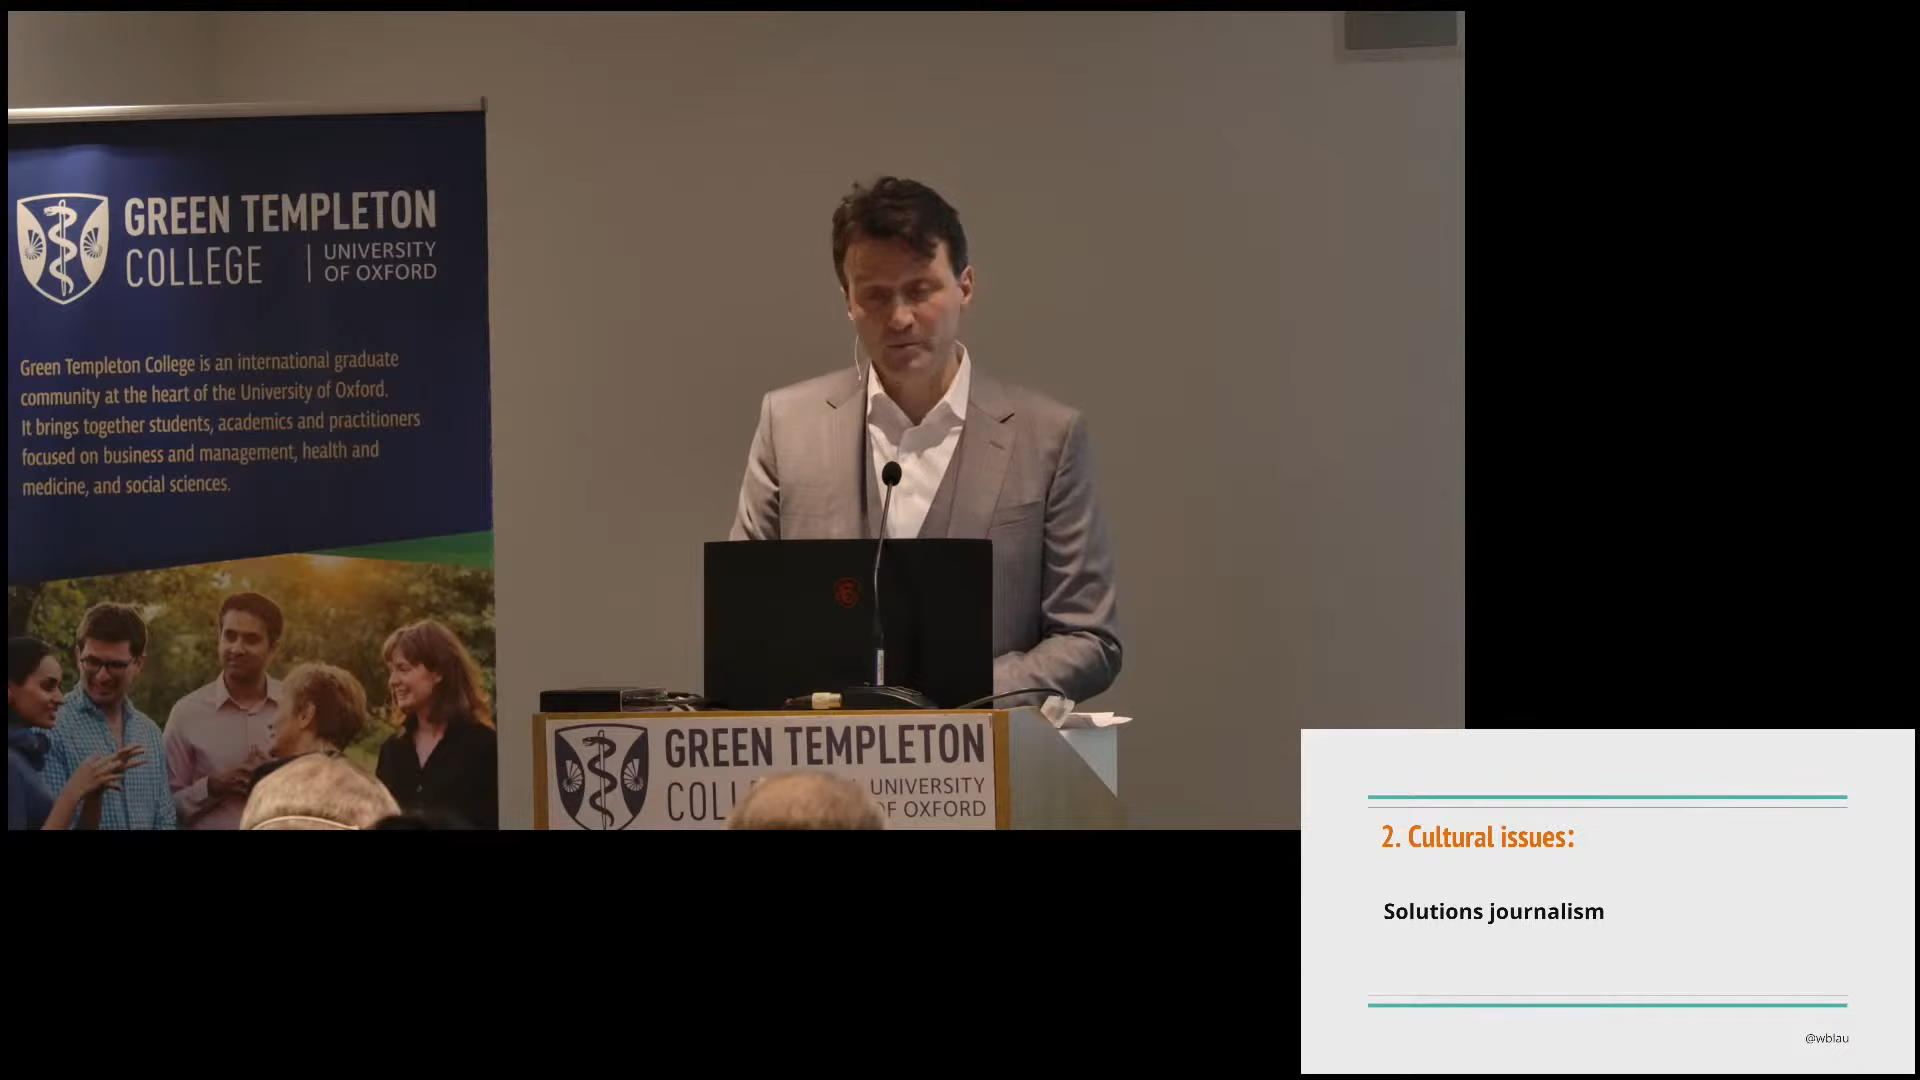 GREEN TEMPLETON
COLLEGE
UNIVERSITY
OF OXFORD
Green Templeton College is an international graduate
community at the heart of the University of Oxford.
It brings together students, academics and practitioners
focused on business and management, health and
medicine, and social sciences.
GREEN TEMPLETON
COLL
UNIVERSITY
OF OXFORD
2. Cultural issues:
Solutions journalism
@wblau